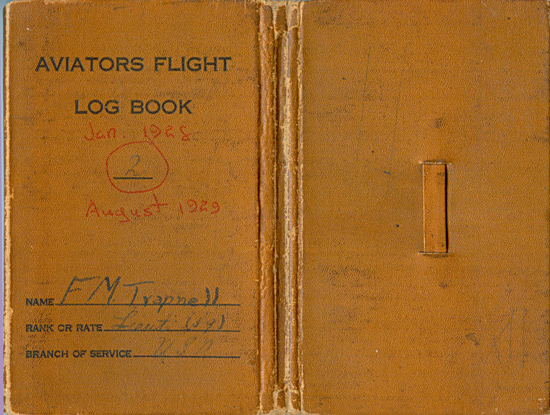 AVIATORS FLIGHT
LOG BOOK
Jan. 1928
2
August 1929
NAME F M Trapnell
RANK OR RATE Lieut (jg)
BRANCH OF SERVICE USN